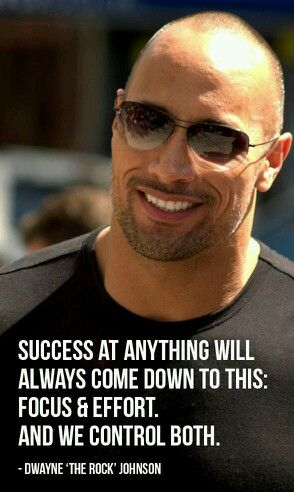 SUCCESS AT ANYTHING WILL
ALWAYS COME DOWN TO THIS:
FOCUS & EFFORT.
AND WE CONTROL BOTH.
- DWAYNE 'THE ROCK' JOHNSON